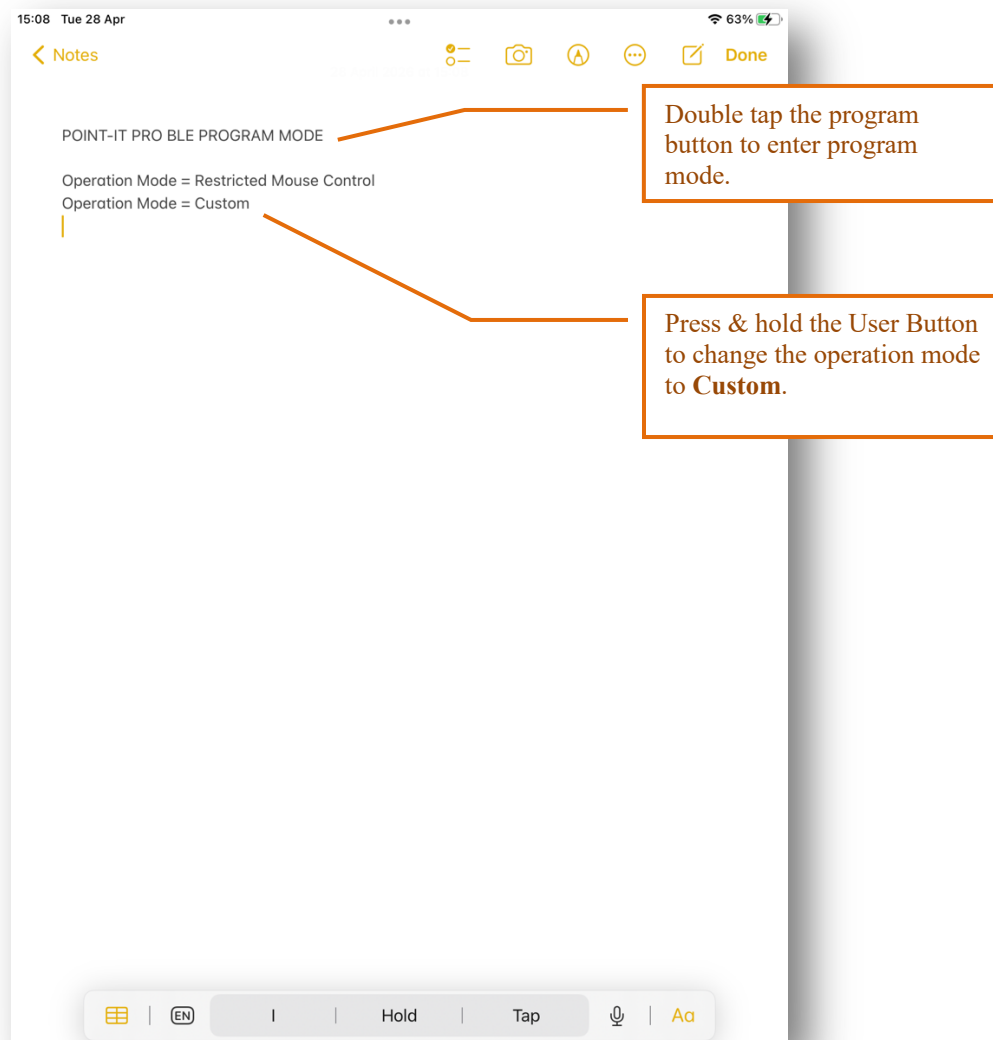 15:08 Tue 28 Apr
63%
Notes
Done
Double tap the program
button to enter program
mode.
POINT-IT PRO BLE PROGRAM MODE
Operation Mode = Restricted Mouse Control
Operation Mode = Custom
Press & hold the User Button
to change the operation mode
to Custom.
EN
I
Hold
Tap
Aa